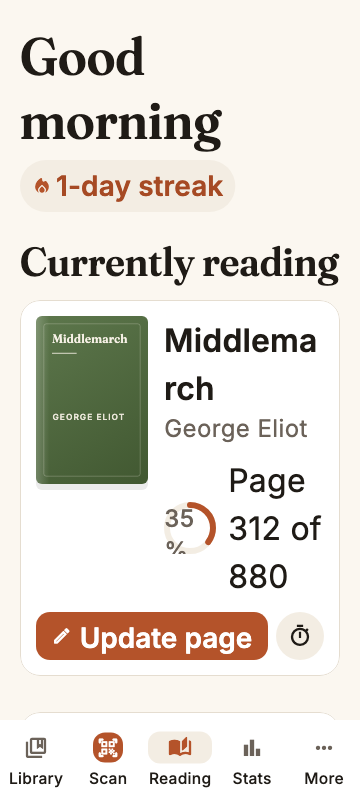 Good
morning
1-day streak
Currently reading
Middlemarch
GEORGE ELIOT
Middlema
rch
George Eliot
35
%
Page
312 of
880
Update page
Library
Scan
Reading
Stats
More